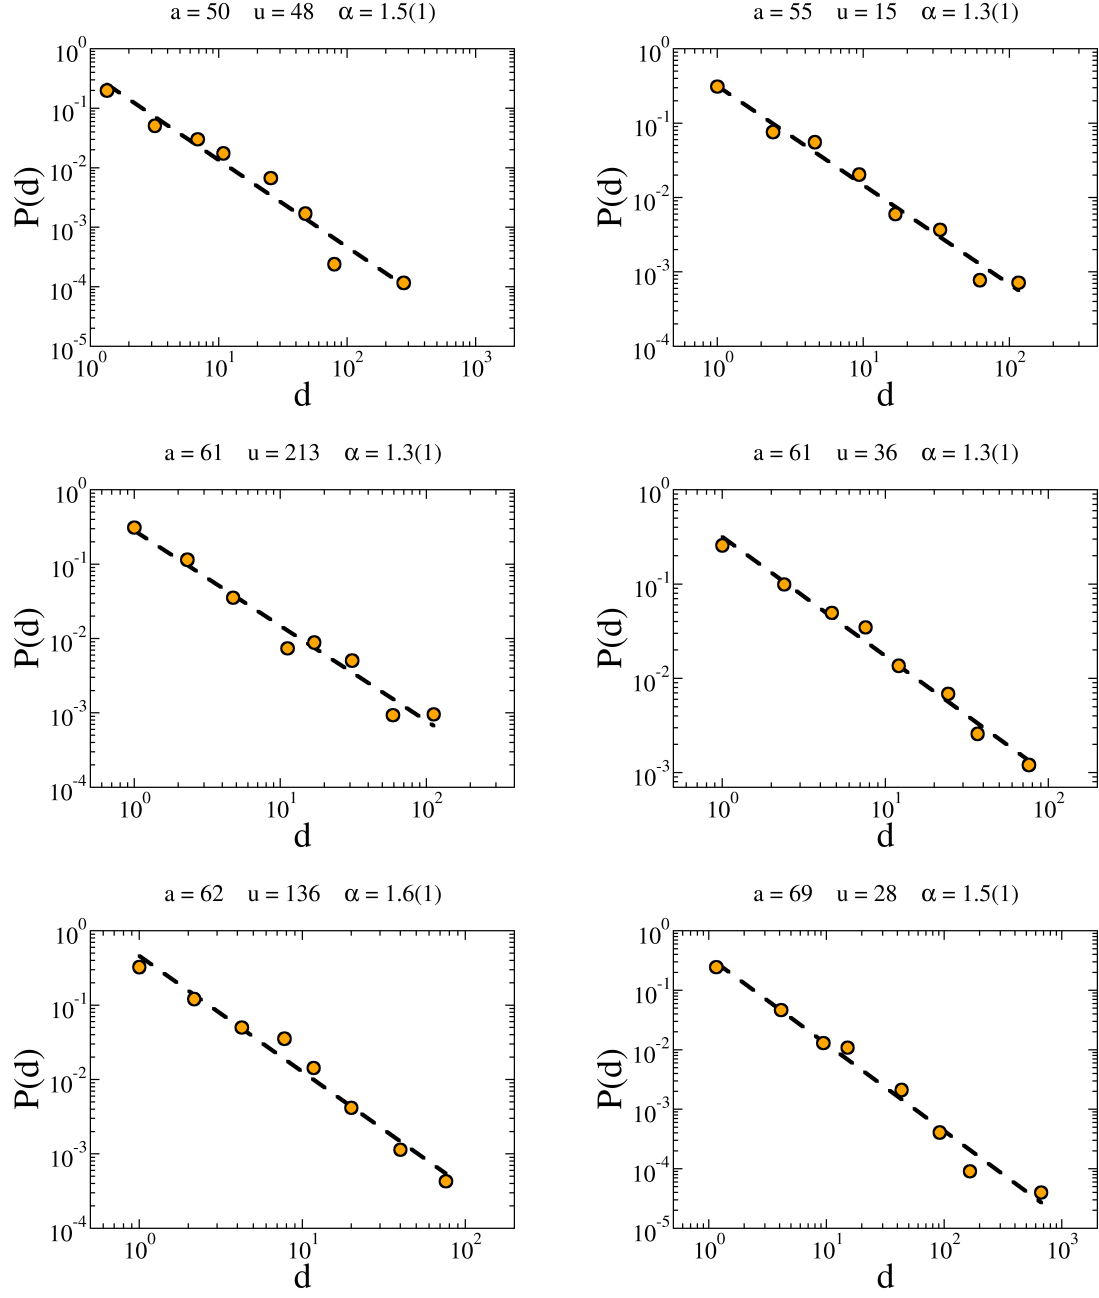 a = 50 u = 48 α = 1.5(1)
10^0
10^-1
10^-2
10^-3
10^-4
10^-5
P(d)
10^0 10^1 10^2 10^3
d
a = 55 u = 15 α = 1.3(1)
10^0
10^-1
10^-2
10^-3
10^-4
P(d)
10^0 10^1 10^2
d
a = 61 u = 213 α = 1.3(1)
10^0
10^-1
10^-2
10^-3
10^-4
P(d)
10^0 10^1 10^2
d
a = 61 u = 36 α = 1.3(1)
10^0
10^-1
10^-2
10^-3
P(d)
10^0 10^1 10^2
d
a = 62 u = 136 α = 1.6(1)
10^0
10^-1
10^-2
10^-3
10^-4
P(d)
10^0 10^1 10^2
d
a = 69 u = 28 α = 1.5(1)
10^0
10^-1
10^-2
10^-3
10^-4
10^-5
P(d)
10^0 10^1 10^2 10^3
d